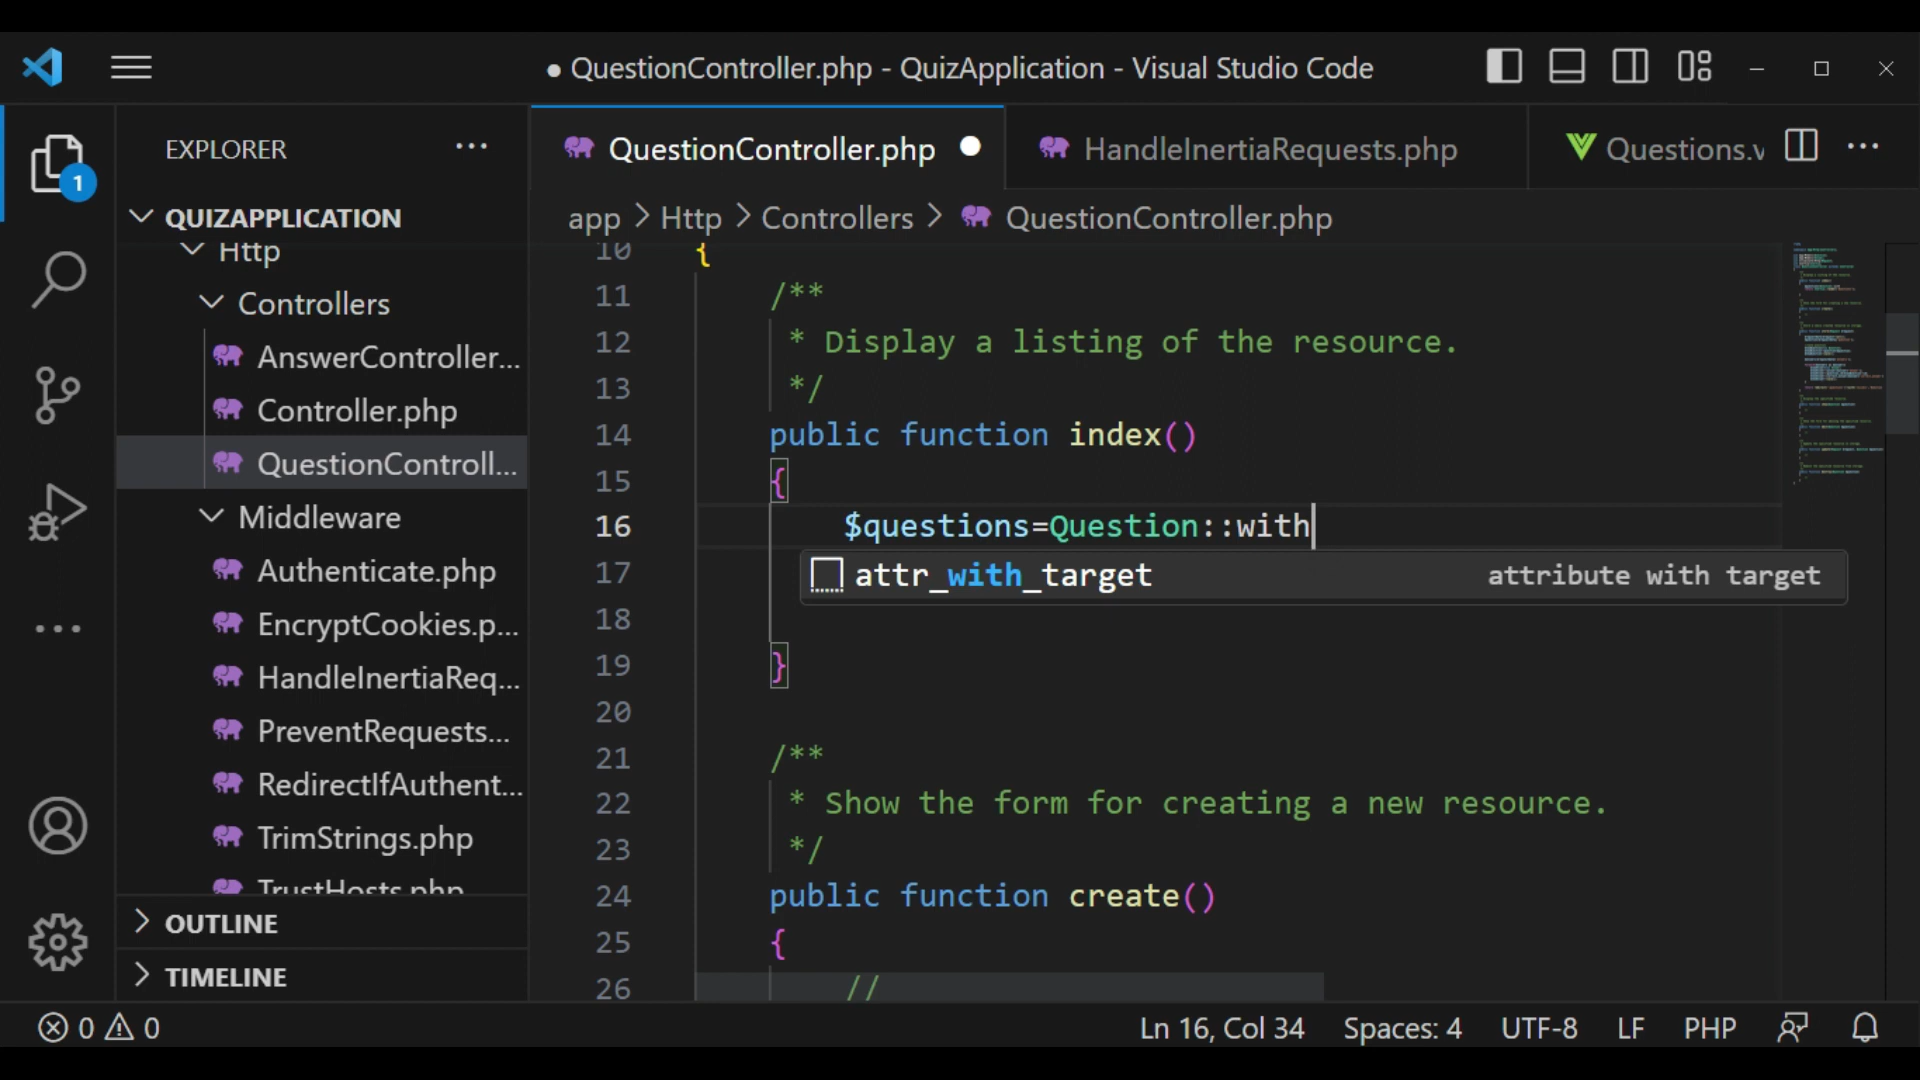 ● QuestionController.php - QuizApplication - Visual Studio Code
EXPLORER
QuestionController.php
HandleInertiaRequests.php
Questions.v
1
QUIZAPPLICATION
app > Http > Controllers > QuestionController.php
Http
Controllers
AnswerController...
Controller.php
QuestionControll...
Middleware
Authenticate.php
EncryptCookies.p...
HandleInertiaReq...
PreventRequests...
RedirectIfAuthent...
TrimStrings.php
TrustHosts.php
OUTLINE
TIMELINE
10 {
11 /**
12 * Display a listing of the resource.
13 */
14 public function index()
15 {
16 $questions=Question::with
attr_with_target attribute with target
17
18
19 }
20
21 /**
22 * Show the form for creating a new resource.
23 */
24 public function create()
25 {
26 //
0 0
Ln 16, Col 34 Spaces: 4 UTF-8 LF PHP